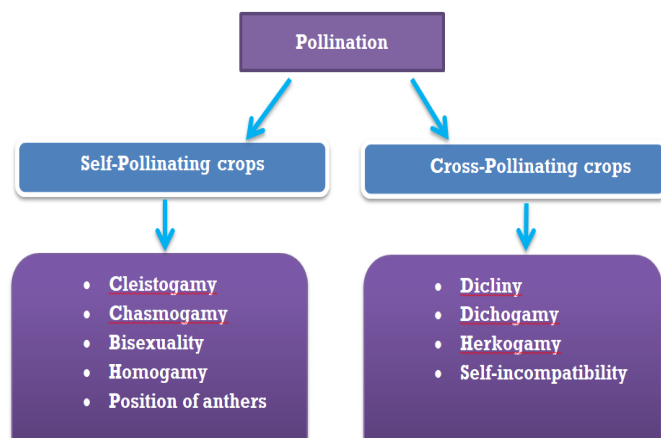 Pollination
Self-Pollinating crops
Cross-Pollinating crops
• Cleistogamy
• Chasmogamy
• Bisexuality
• Homogamy
• Position of anthers
• Dicliny
• Dichogamy
• Herkogamy
• Self-incompatibility